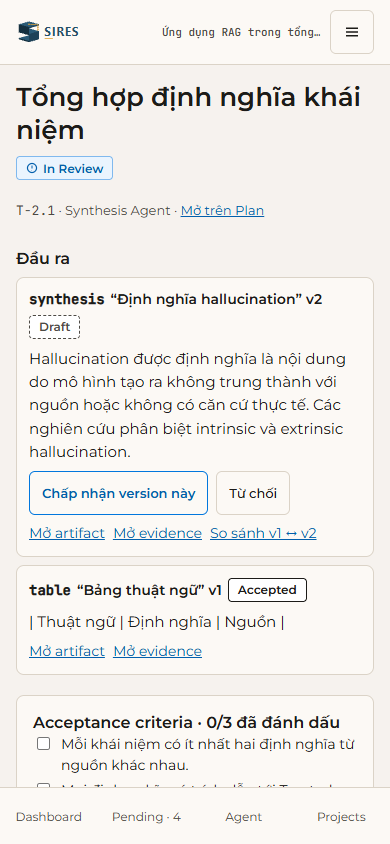 SIRES
Ứng dụng RAG trong tổng…
Tổng hợp định nghĩa khái
niệm
In Review
T-2.1 · Synthesis Agent · Mở trên Plan
Đầu ra
synthesis “Định nghĩa hallucination” v2
Draft
Hallucination được định nghĩa là nội dung
do mô hình tạo ra không trung thành với
nguồn hoặc không có căn cứ thực tế. Các
nghiên cứu phân biệt intrinsic và extrinsic
hallucination.
Chấp nhận version này
Từ chối
Mở artifact Mở evidence So sánh v1 ↔ v2
table “Bảng thuật ngữ” v1 Accepted
| Thuật ngữ | Định nghĩa | Nguồn |
Mở artifact Mở evidence
Acceptance criteria · 0/3 đã đánh dấu
Mỗi khái niệm có ít nhất hai định nghĩa từ
nguồn khác nhau.
Dashboard Pending · 4 Agent Projects